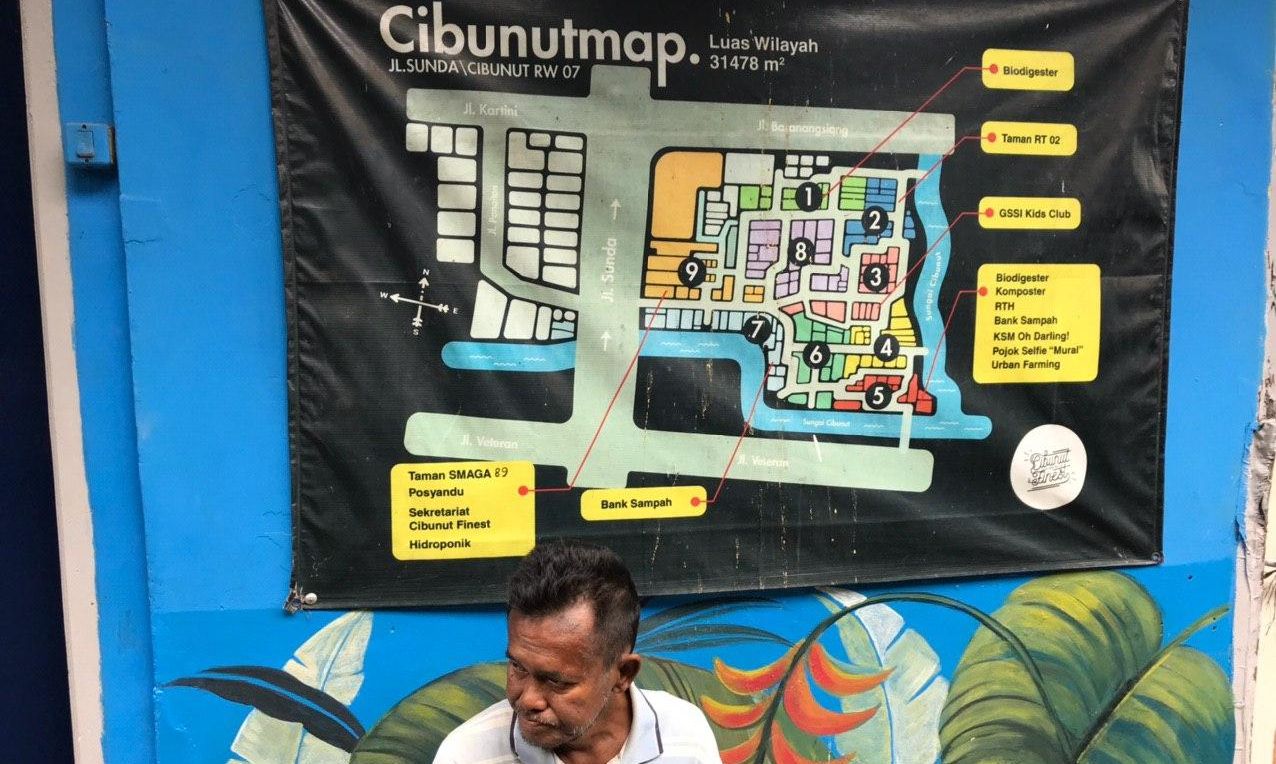 Cibunutmap.
JL.SUNDA\CIBUNUT RW 07
Luas Wilayah
31478 m²
Biodigester
Jl. Kartini
Jl. Baranangsiang
Taman RT 02
1
2
GSSI Kids Club
8
Jl. Sunda
9
3
Sungai Cibunut
N
W
E
S
Biodigester
Komposter
RTH
Bank Sampah
KSM Oh Darling!
Pojok Selfie "Mural"
Urban Farming
7
6
4
5
Sungai Cibunut
Jl. Veteran
Jl. Veteran
Cibunut
Finest
Taman SMAGA 89
Posyandu
Sekretariat
Cibunut Finest
Hidroponik
Bank Sampah